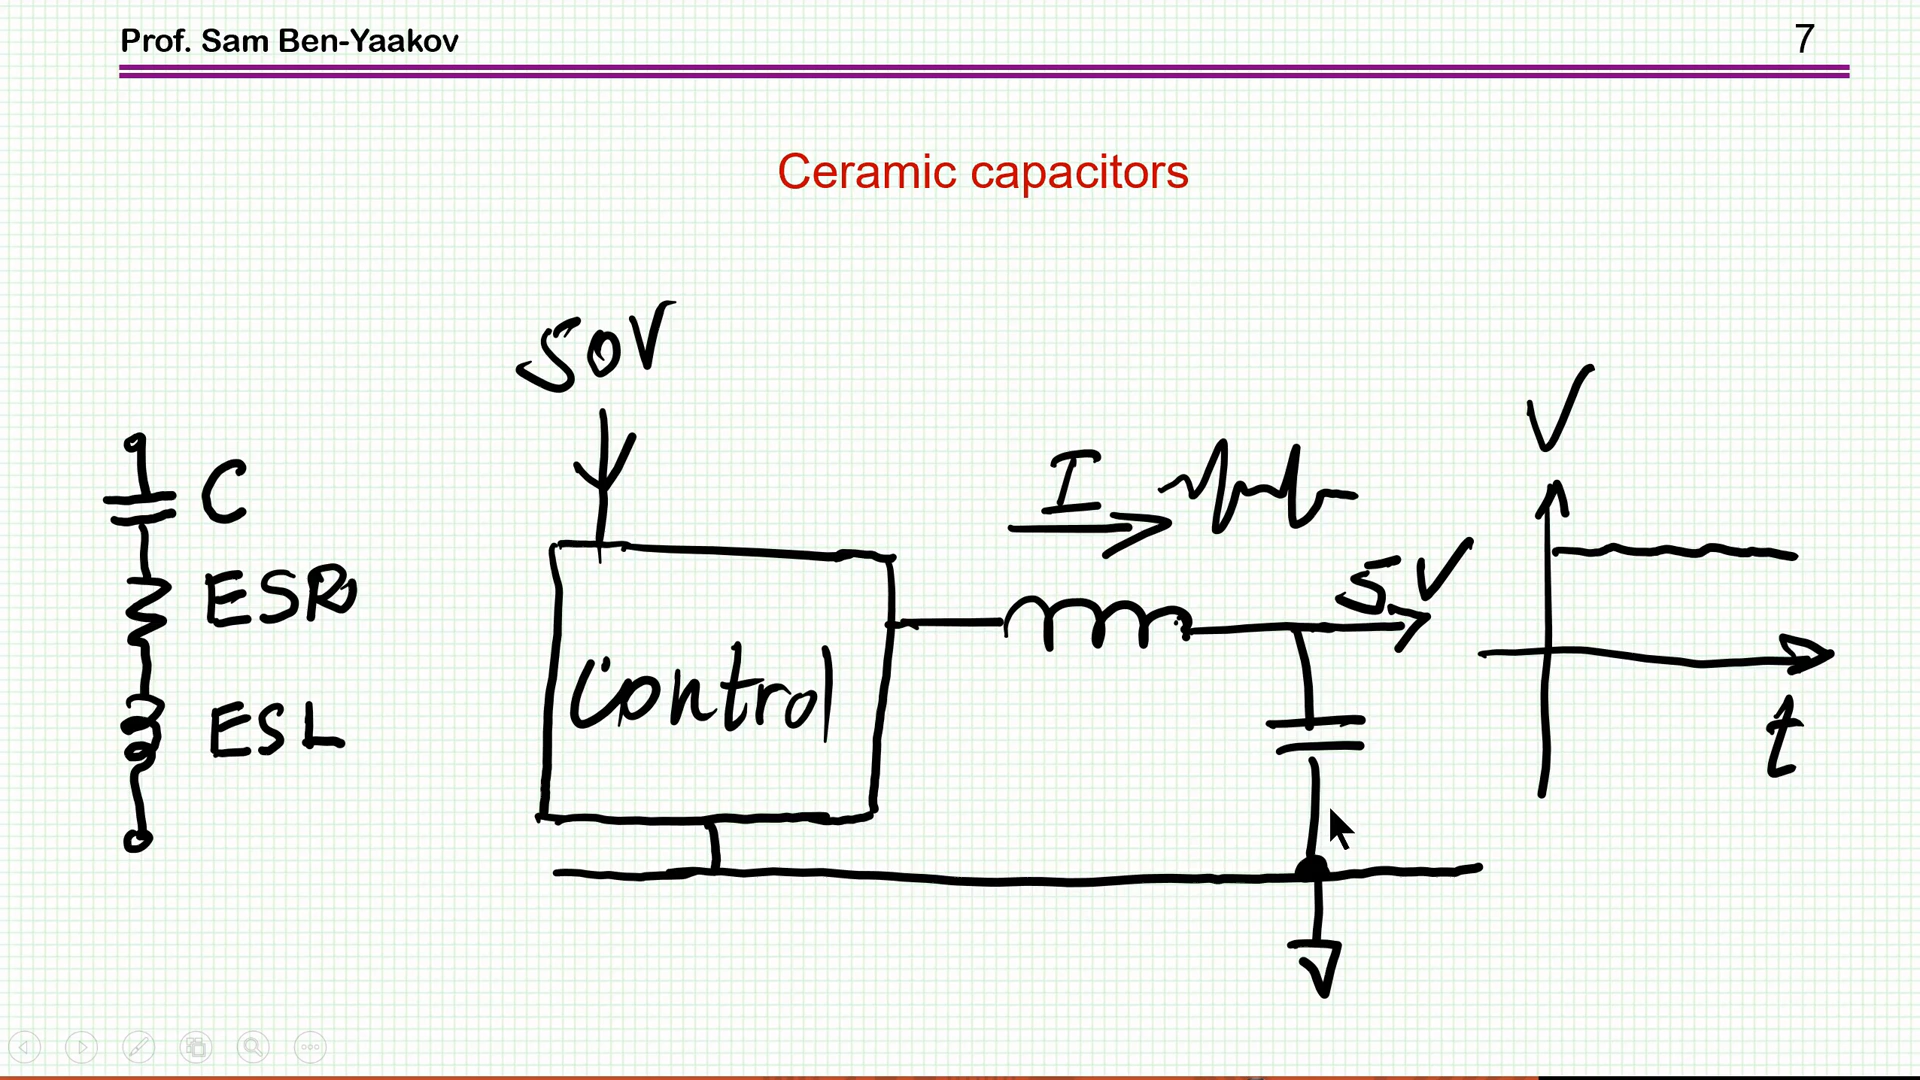 Prof. Sam Ben-Yaakov
7
Ceramic capacitors
50V
C
ESR
ESL
Control
I
5V
V
t